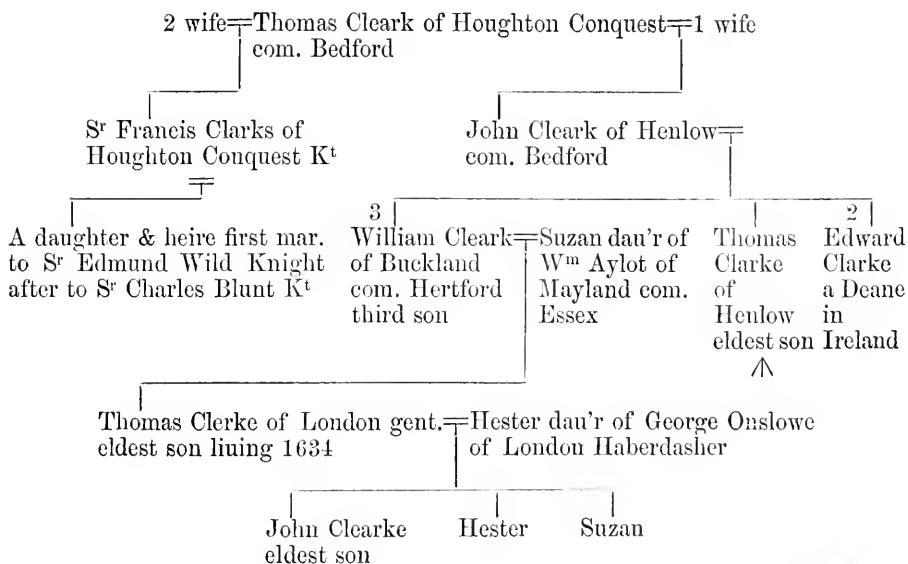 2 wife=Thomas Cleark of Houghton Conquest=1 wife
com. Bedford
Sr Francis Clarks of
Houghton Conquest Kt
John Cleark of Henlow=
com. Bedford
A daughter & heire first mar.
to Sr Edmund Wild Knight
after to Sr Charles Blunt Kt
3
William Cleark=
of Buckland
com. Hertford
third son
Suzan dau'r of
Wm Aylot of
Mayland com.
Essex
Thomas
Clarke
of
Henlow
eldest son
2
Edward
Clarke
a Deane
in
Ireland
Thomas Clerke of London gent.=
eldest son liuing 1634
Hester dau'r of George Onslowe
of London Haberdasher
John Clearke
eldest son
Hester
Suzan